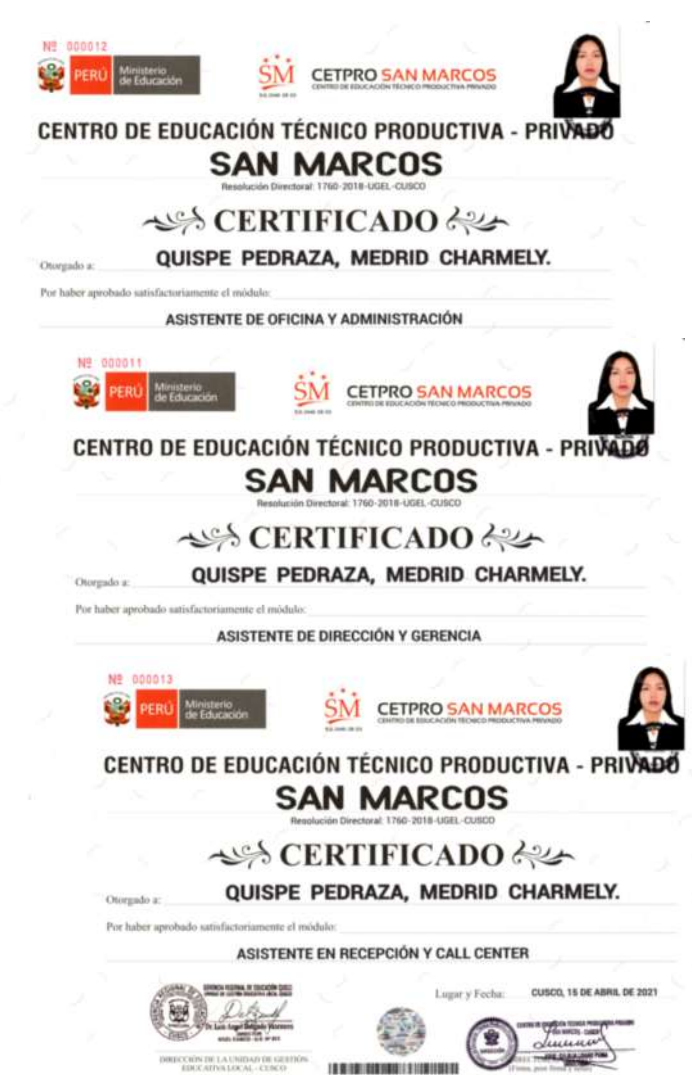 Nº 000012
PERÚ Ministerio de Educación
SM
CETPRO SAN MARCOS
CENTRO DE EDUCACIÓN TÉCNICO PRODUCTIVA PRIVADO
CENTRO DE EDUCACIÓN TÉCNICO PRODUCTIVA - PRIVADO
SAN MARCOS
Resolución Directoral: 1760-2018-UGEL-CUSCO
CERTIFICADO
Otorgado a: QUISPE PEDRAZA, MEDRID CHARMELY.
Por haber aprobado satisfactoriamente el módulo:
ASISTENTE DE OFICINA Y ADMINISTRACIÓN
Nº 000011
PERÚ Ministerio de Educación
SM
CETPRO SAN MARCOS
CENTRO DE EDUCACIÓN TÉCNICO PRODUCTIVA PRIVADO
CENTRO DE EDUCACIÓN TÉCNICO PRODUCTIVA - PRIVADO
SAN MARCOS
Resolución Directoral: 1760-2018-UGEL-CUSCO
CERTIFICADO
Otorgado a: QUISPE PEDRAZA, MEDRID CHARMELY.
Por haber aprobado satisfactoriamente el módulo:
ASISTENTE DE DIRECCIÓN Y GERENCIA
Nº 000013
PERÚ Ministerio de Educación
SM
CETPRO SAN MARCOS
CENTRO DE EDUCACIÓN TÉCNICO PRODUCTIVA PRIVADO
CENTRO DE EDUCACIÓN TÉCNICO PRODUCTIVA - PRIVADO
SAN MARCOS
Resolución Directoral: 1760-2018-UGEL-CUSCO
CERTIFICADO
Otorgado a: QUISPE PEDRAZA, MEDRID CHARMELY.
Por haber aprobado satisfactoriamente el módulo:
ASISTENTE EN RECEPCIÓN Y CALL CENTER
Lugar y Fecha: CUSCO, 15 DE ABRIL DE 2021
DIRECCIÓN DE LA UNIDAD DE GESTIÓN
EDUCATIVA LOCAL - CUSCO